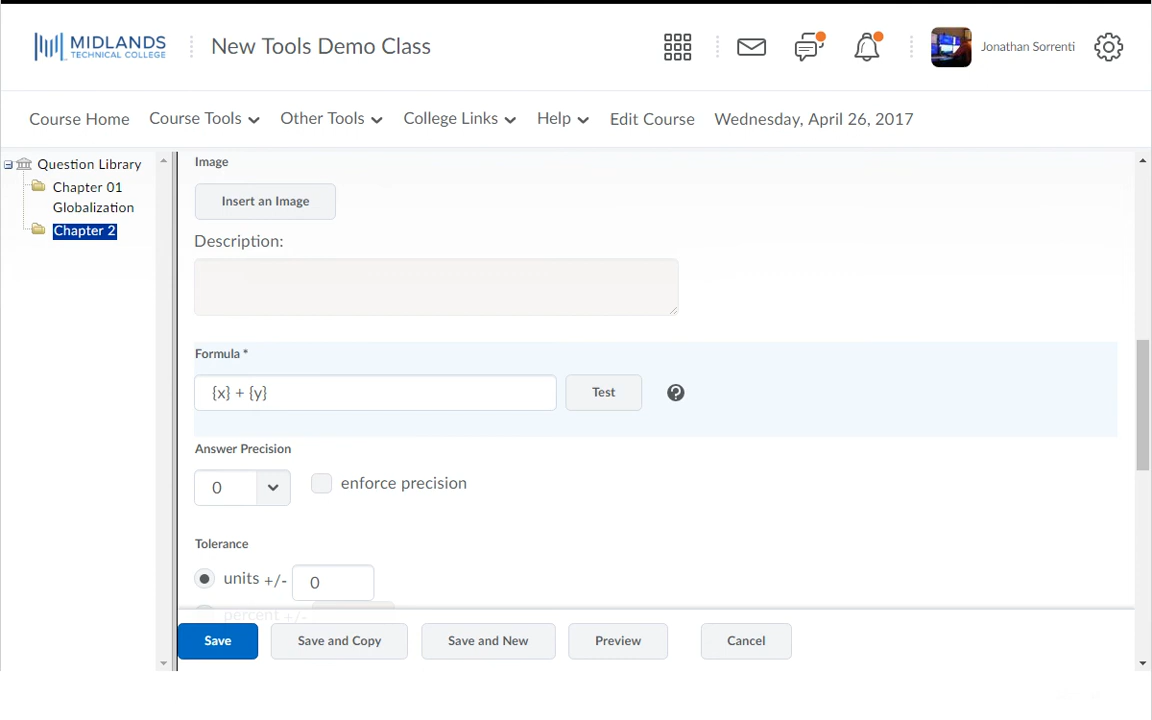 MIDLANDS
TECHNICAL COLLEGE
New Tools Demo Class
Jonathan Sorrenti
Course Home
Course Tools
Other Tools
College Links
Help
Edit Course
Wednesday, April 26, 2017
Question Library
Chapter 01
Globalization
Chapter 2
Image
Insert an Image
Description:
Formula *
{x} + {y}
Test
?
Answer Precision
0
enforce precision
Tolerance
units +/- 0
percent +/-
Save
Save and Copy
Save and New
Preview
Cancel